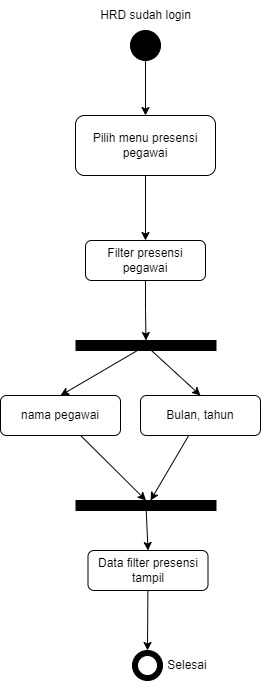 HRD sudah login
Pilih menu presensi
pegawai
Filter presensi
pegawai
nama pegawai
Bulan, tahun
Data filter presensi
tampil
Selesai